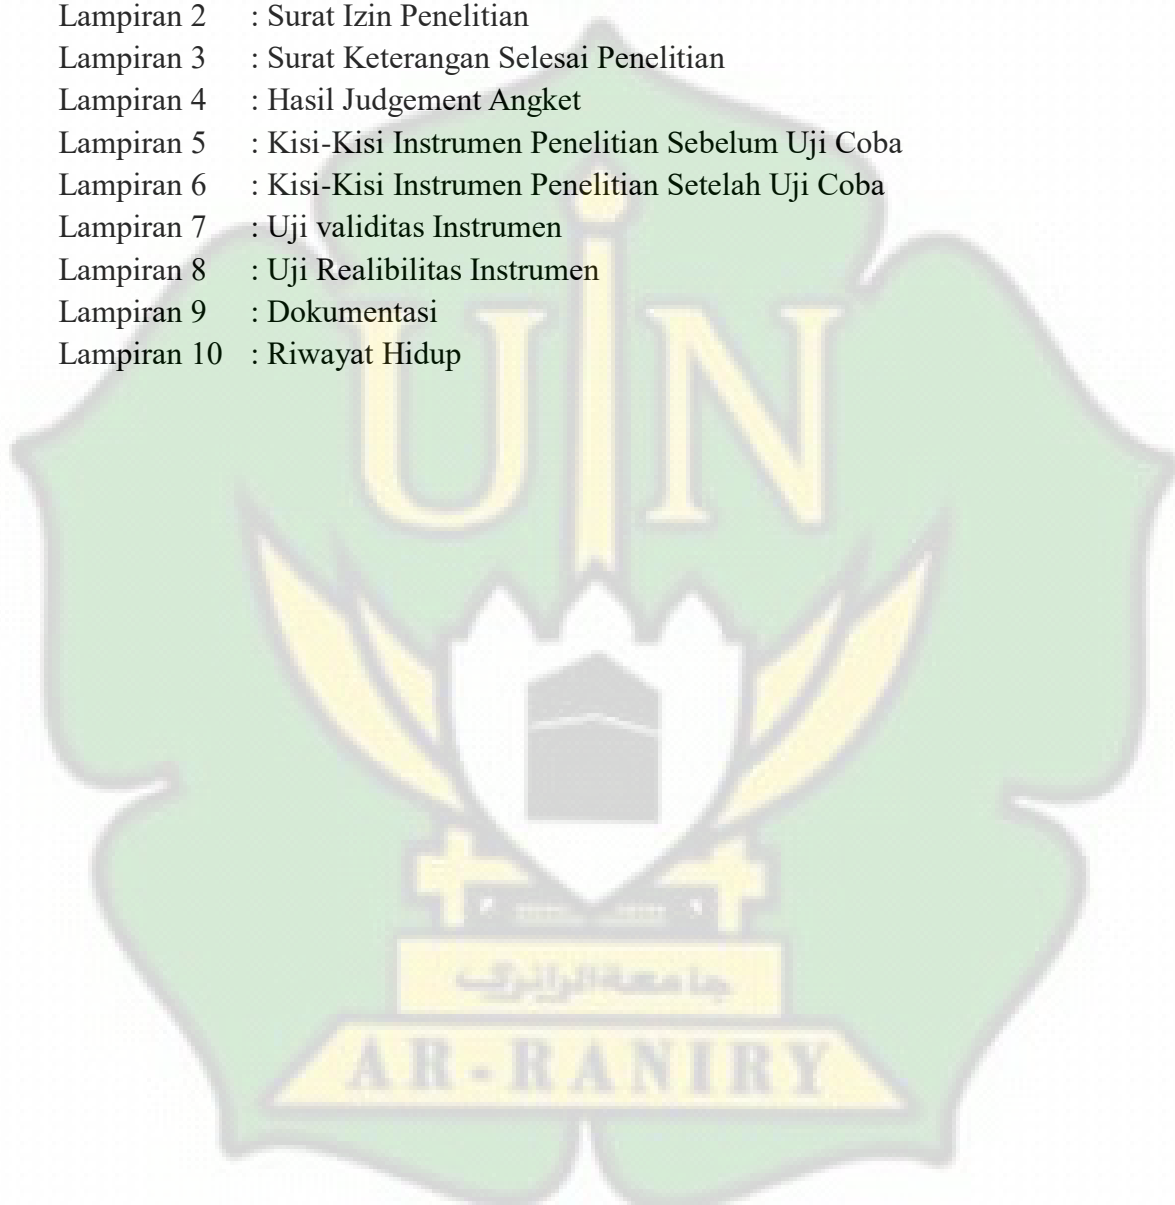 Lampiran 2 : Surat Izin Penelitian
Lampiran 3 : Surat Keterangan Selesai Penelitian
Lampiran 4 : Hasil Judgement Angket
Lampiran 5 : Kisi-Kisi Instrumen Penelitian Sebelum Uji Coba
Lampiran 6 : Kisi-Kisi Instrumen Penelitian Setelah Uji Coba
Lampiran 7 : Uji validitas Instrumen
Lampiran 8 : Uji Realibilitas Instrumen
Lampiran 9 : Dokumentasi
Lampiran 10 : Riwayat Hidup
UIN
جامعة الرانري
AR-RANIRY